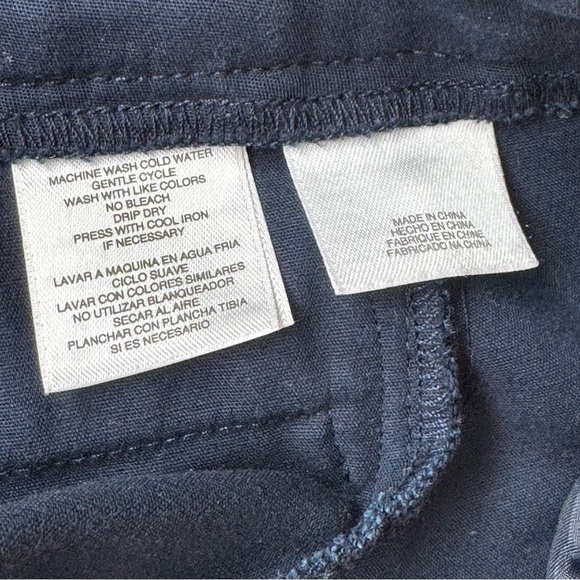 MACHINE WASH COLD WATER
GENTLE CYCLE
WASH WITH LIKE COLORS
NO BLEACH
DRIP DRY
PRESS WITH COOL IRON
IF NECESSARY
LAVAR A MAQUINA EN AGUA FRIA
CICLO SUAVE
LAVAR CON COLORES SIMILARES
NO UTILIZAR BLANQUEADOR
SECAR AL AIRE
PLANCHAR CON PLANCHA TIBIA
SI ES NECESARIO
MADE IN CHINA
HECHO EN CHINA
FABRIQUE EN CHINE
FABRICADO NA CHINA